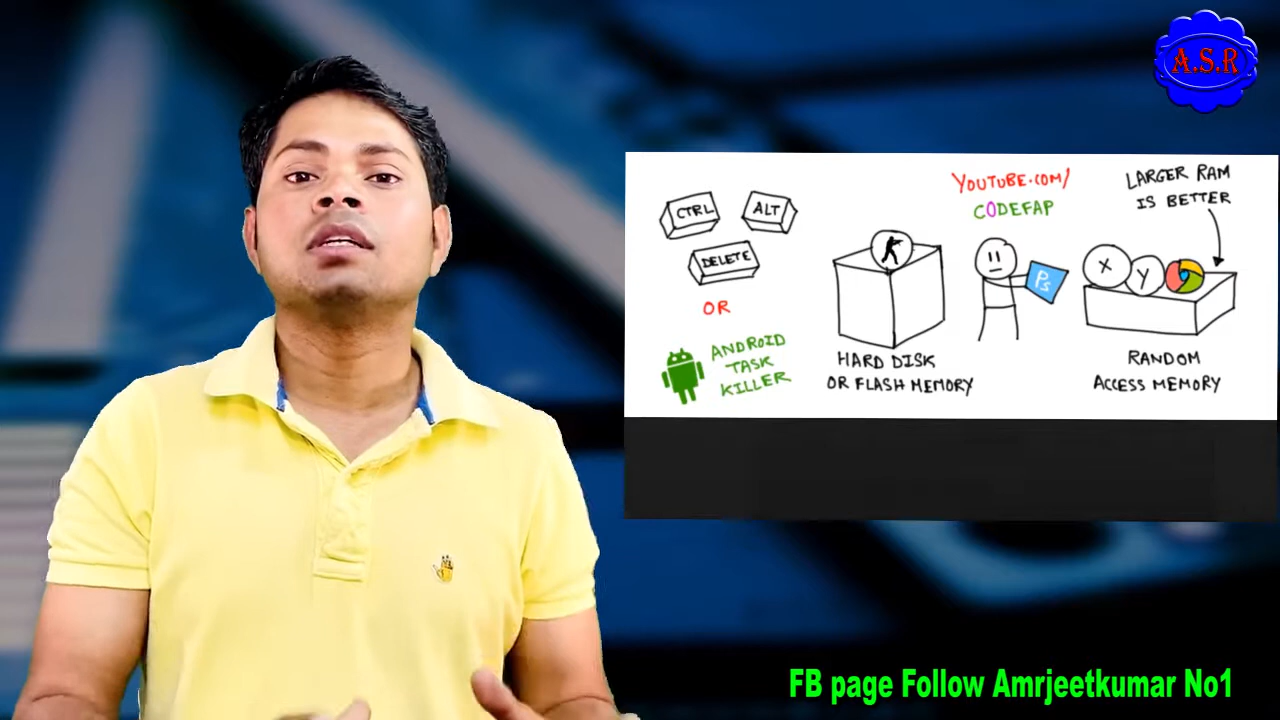 A.S.R
CTRL
ALT
DELETE
OR
ANDROID
TASK
KILLER
YOUTUBE.COM/
CODEFAP
LARGER RAM
IS BETTER
Ps
X
Y
HARD DISK
OR FLASH MEMORY
RANDOM
ACCESS MEMORY
FB page Follow Amrjeetkumar No1